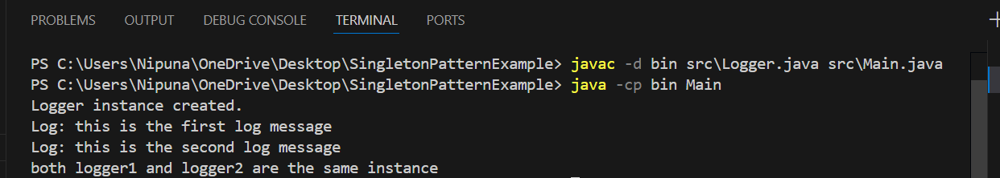 PROBLEMS OUTPUT DEBUG CONSOLE TERMINAL PORTS
PS C:\Users\Nipuna\OneDrive\Desktop\SingletonPatternExample> javac -d bin src\Logger.java src\Main.java
PS C:\Users\Nipuna\OneDrive\Desktop\SingletonPatternExample> java -cp bin Main
Logger instance created.
Log: this is the first log message
Log: this is the second log message
both logger1 and logger2 are the same instance